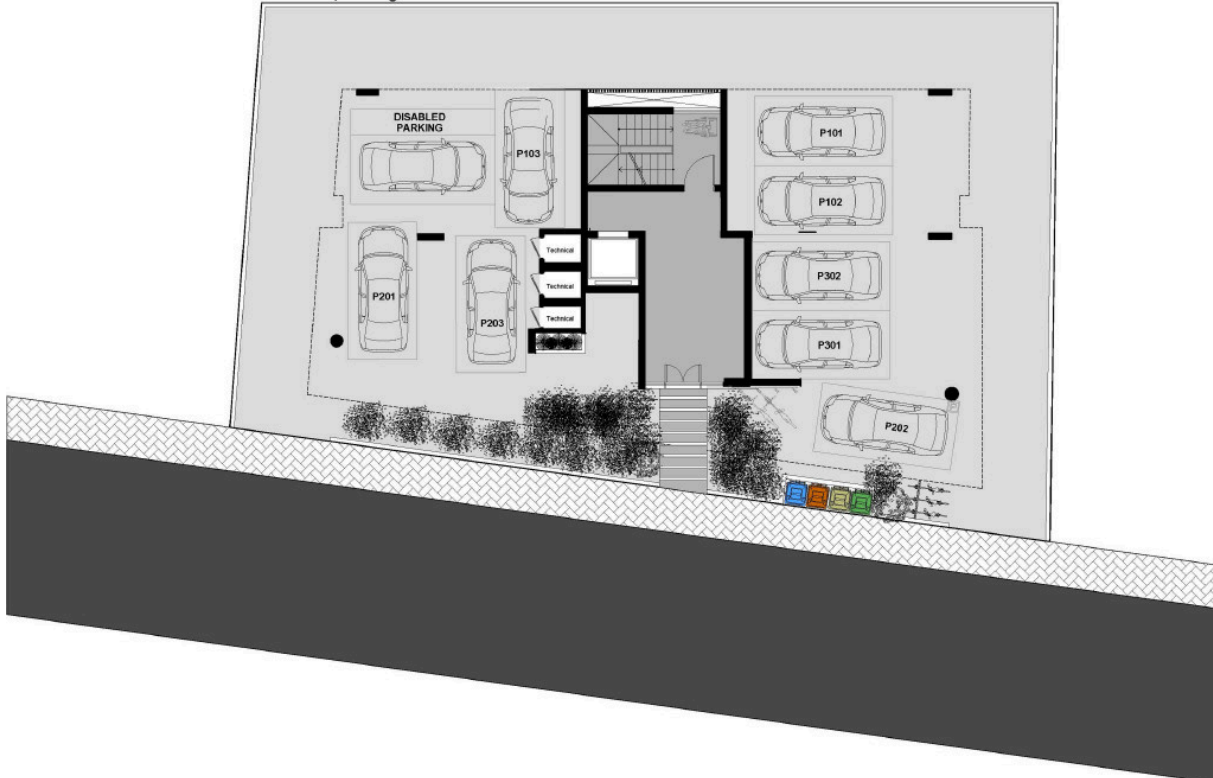 DISABLED
PARKING
P103
P101
P102
P201
P203
Technical
Technical
Technical
P302
P301
P202